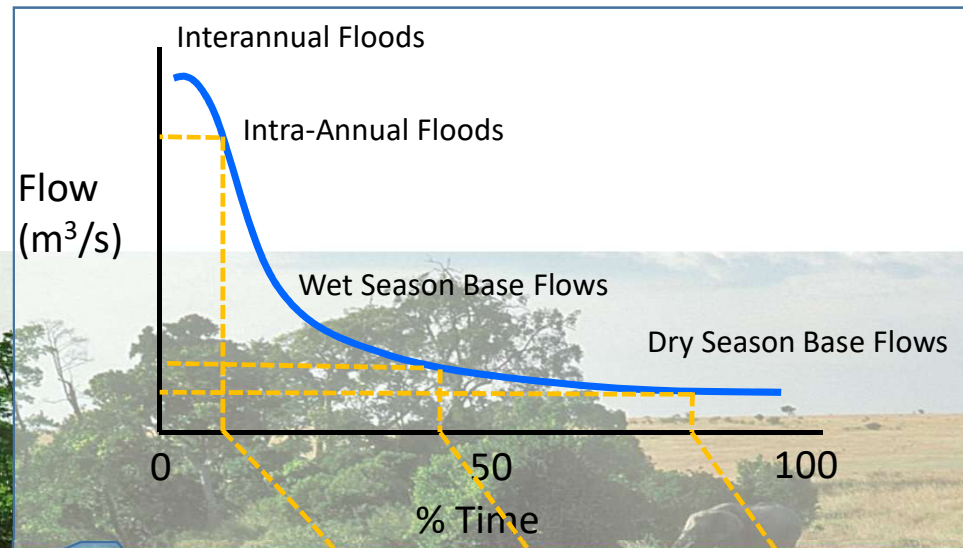 Interannual Floods
Intra-Annual Floods
Flow
(m³/s)
Wet Season Base Flows
Dry Season Base Flows
0
50
100
% Time